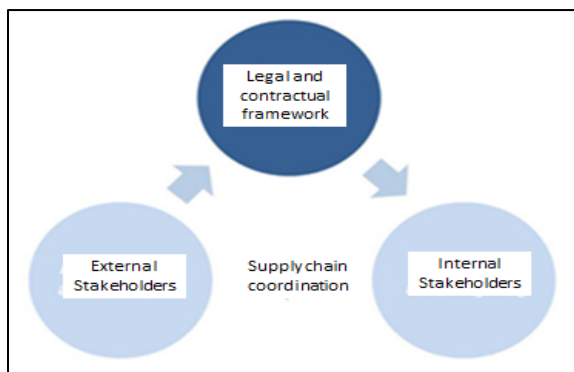 Legal and
contractual
framework
External
Stakeholders
Supply chain
coordination
Internal
Stakeholders